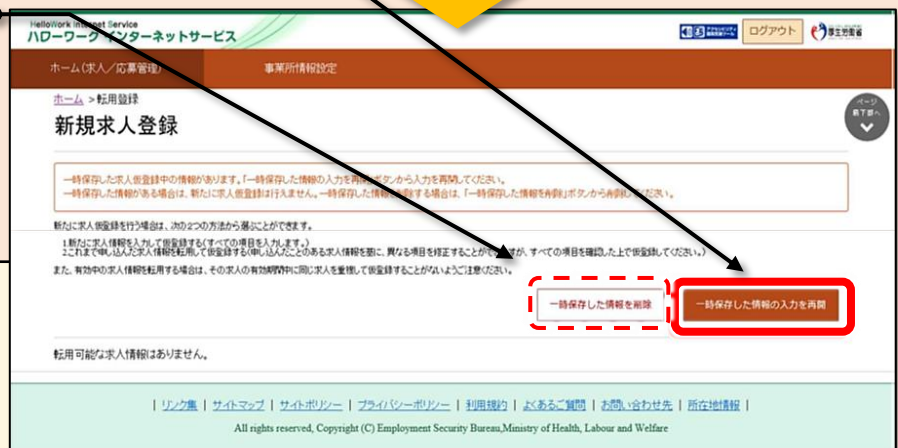 HelloWork Internet Service
ハローワーク インターネットサービス
ログアウト
厚生労働省
ホーム(求人/応募管理)
事業所情報設定
ホーム >転用登録
新規求人登録
ページ
最下部へ
一時保存した求人仮登録中の情報があります。「一時保存した情報の入力を再開」ボタンから入力を再開してください。
一時保存した情報がある場合は、新たに求人仮登録は行えません。一時保存した情報を削除する場合は、「一時保存した情報を削除」ボタンから削除してください。
新たに求人仮登録を行う場合は、次の2つの方法から選ぶことができます。
1.新たに求人情報を入力して仮登録する(すべての項目を入力します。)
2.これまで申し込んだ求人情報を転用して仮登録する(申し込んだことのある求人情報を基に、異なる項目を修正することができますが、すべての項目を確認した上で仮登録してください。)
また、有効中の求人情報を転用する場合は、その求人の有効期間中に同じ求人を重複して仮登録することがないようご注意ください。
一時保存した情報を削除
一時保存した情報の入力を再開
転用可能な求人情報はありません。
| リンク集 | サイトマップ | サイトポリシー | プライバシーポリシー | 利用規約 | よくあるご質問 | お問い合わせ先 | 所在地情報 |
All rights reserved, Copyright (C) Employment Security Bureau,Ministry of Health, Labour and Welfare